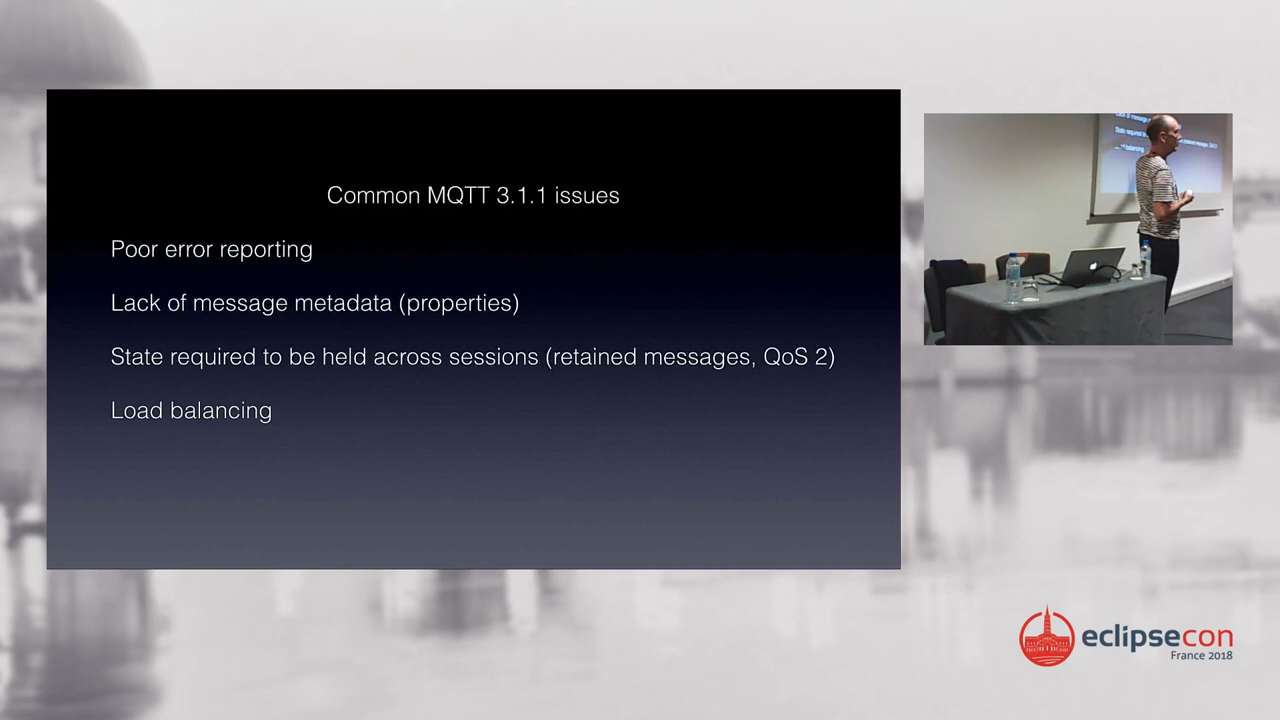 Common MQTT 3.1.1 issues
Poor error reporting
Lack of message metadata (properties)
State required to be held across sessions (retained messages, QoS 2)
Load balancing
eclipsecon
France 2018